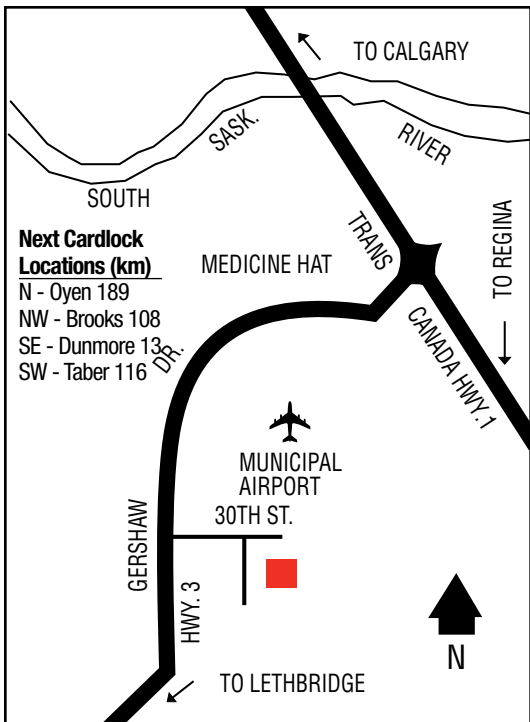 TO CALGARY
SASK.
RIVER
SOUTH
TRANS
TO REGINA
Next Cardlock
Locations (km)
N - Oyen 189
NW - Brooks 108
SE - Dunmore 13
SW - Taber 116
MEDICINE HAT
CANADA HWY.1
DR.
MUNICIPAL
AIRPORT
30TH ST.
GERSHAW
HWY. 3
N
TO LETHBRIDGE